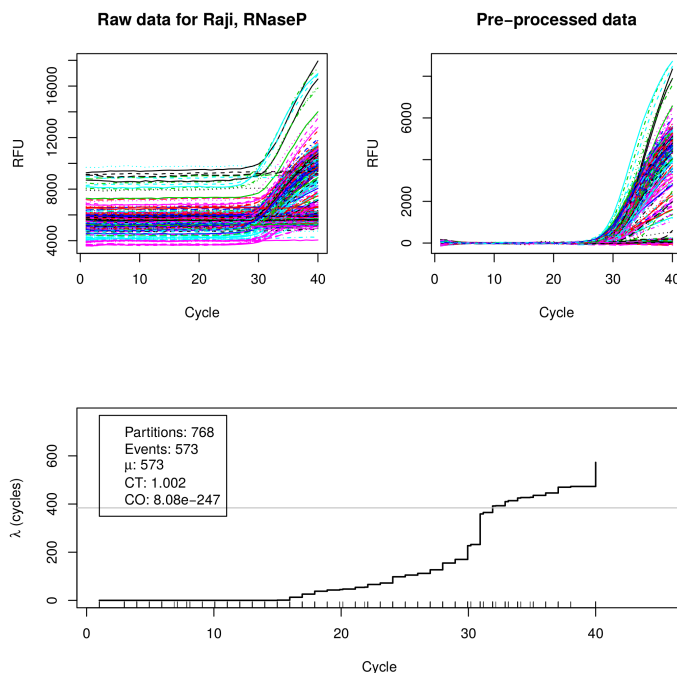 Raw data for Raji, RNaseP
RFU
4000 8000 12000 16000
0 10 20 30 40
Cycle
Pre−processed data
RFU
0 2000 6000
0 10 20 30 40
Cycle
Partitions: 768
Events: 573
μ: 573
CT: 1.002
CO: 8.08e−247
λ (cycles)
0 200 400 600
0 10 20 30 40
Cycle